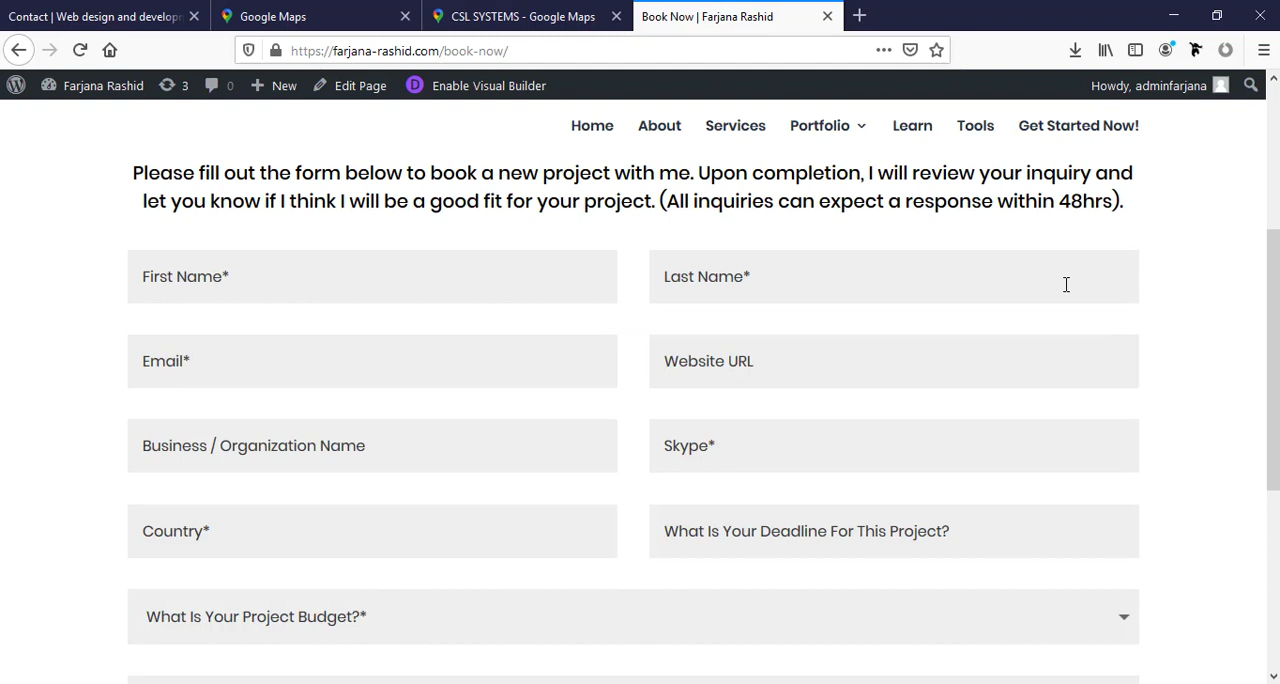 Contact | Web design and developm
Google Maps
CSL SYSTEMS - Google Maps
Book Now | Farjana Rashid
https://farjana-rashid.com/book-now/
Farjana Rashid
3
0
New
Edit Page
D
Enable Visual Builder
Howdy, adminfarjana
Home
About
Services
Portfolio
Learn
Tools
Get Started Now!
Please fill out the form below to book a new project with me. Upon completion, I will review your inquiry and
let you know if I think I will be a good fit for your project. (All inquiries can expect a response within 48hrs).
First Name*
Last Name*
Email*
Website URL
Business / Organization Name
Skype*
Country*
What Is Your Deadline For This Project?
What Is Your Project Budget?*